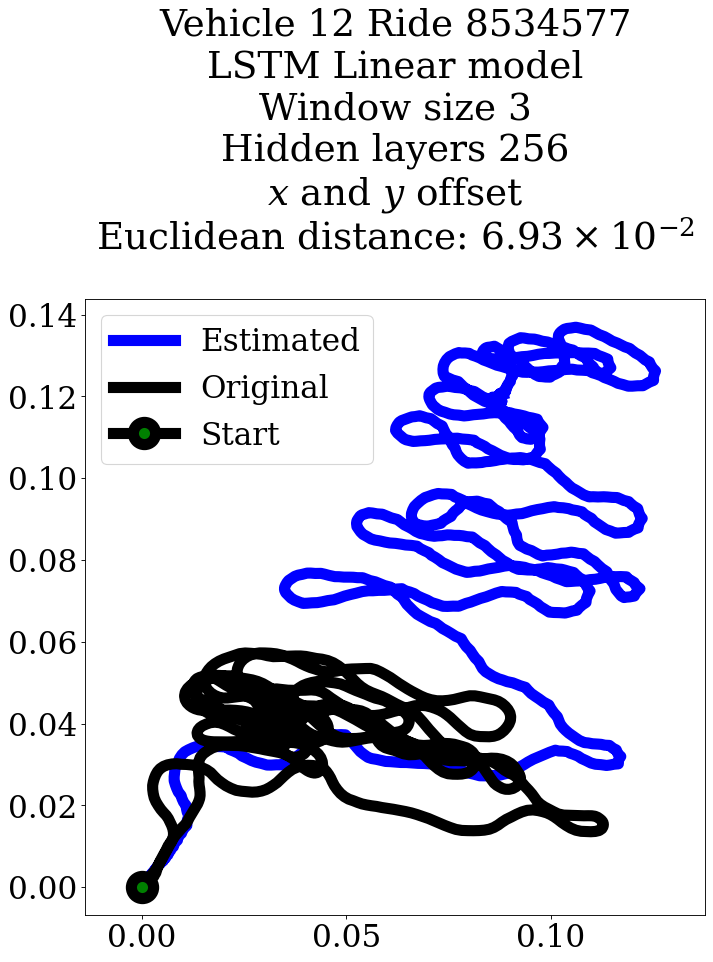 Vehicle 12 Ride 8534577
LSTM Linear model
Window size 3
Hidden layers 256
x and y offset
Euclidean distance: 6.93 × 10⁻²
Estimated
Original
Start
0.14
0.12
0.10
0.08
0.06
0.04
0.02
0.00
0.00 0.05 0.10